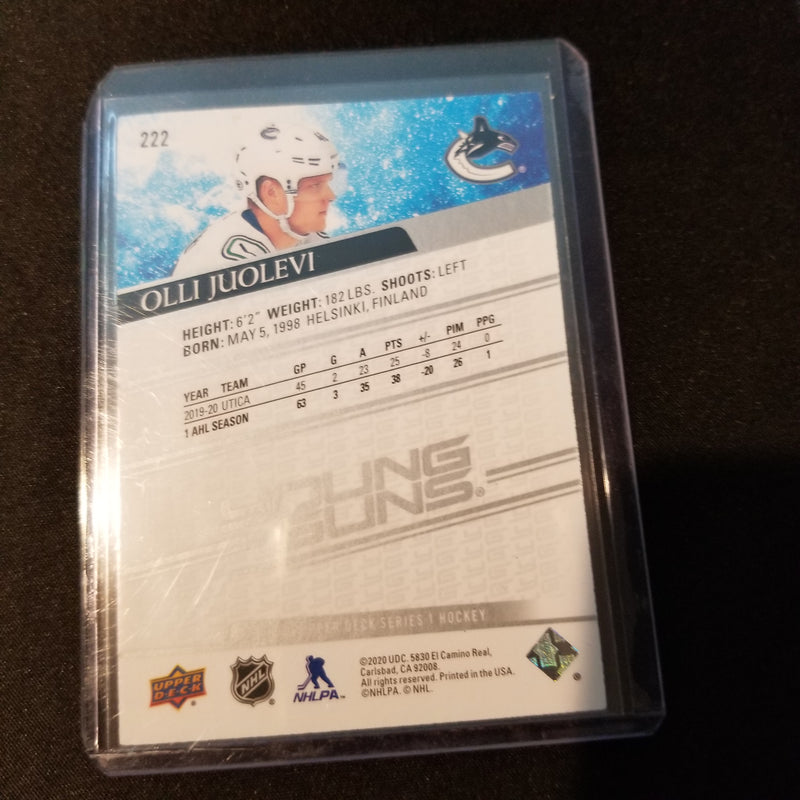 222
OLLI JUOLEVI
HEIGHT: 6'2" WEIGHT: 182 LBS. SHOOTS: LEFT
BORN: MAY 5, 1998 HELSINKI, FINLAND
YEAR TEAM GP G A PTS +/- PIM PPG
2019-20 UTICA 45 2 23 25 -8 24 0
1 AHL SEASON 63 3 35 38 -20 26 1
YOUNG
GUNS®
DECK SERIES 1 HOCKEY
©2020 UDC. 5830 El Camino Real,
Carlsbad, CA 92008.
All rights reserved. Printed in the USA.
©NHLPA. © NHL.
UPPER
DECK
NHL
NHLPA™